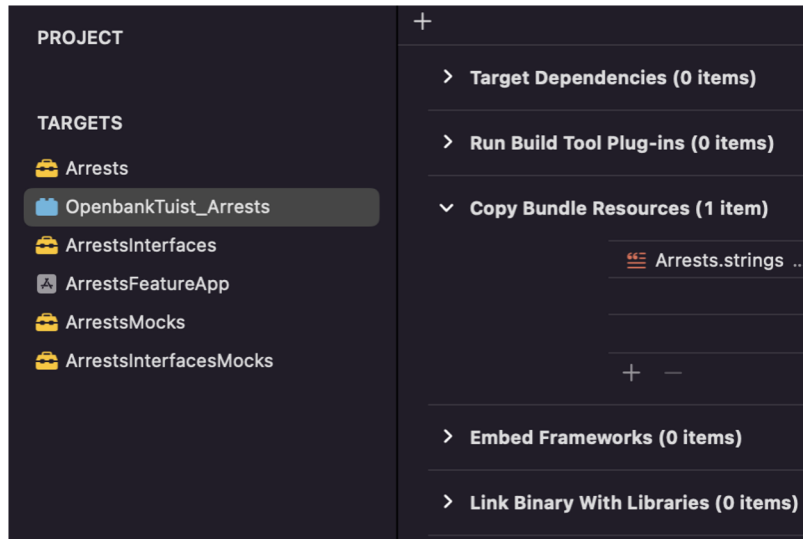 PROJECT
TARGETS
Arrests
OpenbankTuist_Arrests
ArrestsInterfaces
ArrestsFeatureApp
ArrestsMocks
ArrestsInterfacesMocks
Target Dependencies (0 items)
Run Build Tool Plug-ins (0 items)
Copy Bundle Resources (1 item)
Arrests.strings ..
Embed Frameworks (0 items)
Link Binary With Libraries (0 items)